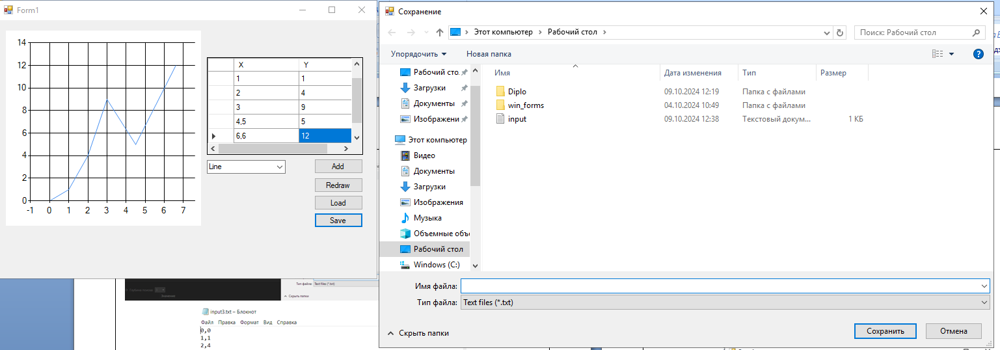 Form1
14
12
10
8
6
4
2
0
-1 0 1 2 3 4 5 6 7
X Y
1 1
2 4
3 9
4,5 5
6,6 12
Line
Add
Redraw
Load
Save
Сохранение
Этот компьютер Рабочий стол
Поиск: Рабочий стол
Упорядочить Новая папка
Рабочий сто.
Загрузки
Документы
Изображени
Этот компьютер
Видео
Документы
Загрузки
Изображения
Музыка
Объемные объ
Рабочий стол
Windows (C:)
Имя Дата изменения Тип Размер
Diplo 09.10.2024 12:19 Папка с файлами
win_forms 04.10.2024 10:49 Папка с файлами
input 09.10.2024 12:38 Текстовый докум... 1 КБ
Имя файла:
Тип файла: Text files (*.txt)
Скрыть папки
Сохранить Отмена
Тип файла: Text files (*.txt)
Скрыть папки
input3.txt – Блокнот
Файл Правка Формат Вид Справка
0,0
1,1
2,4